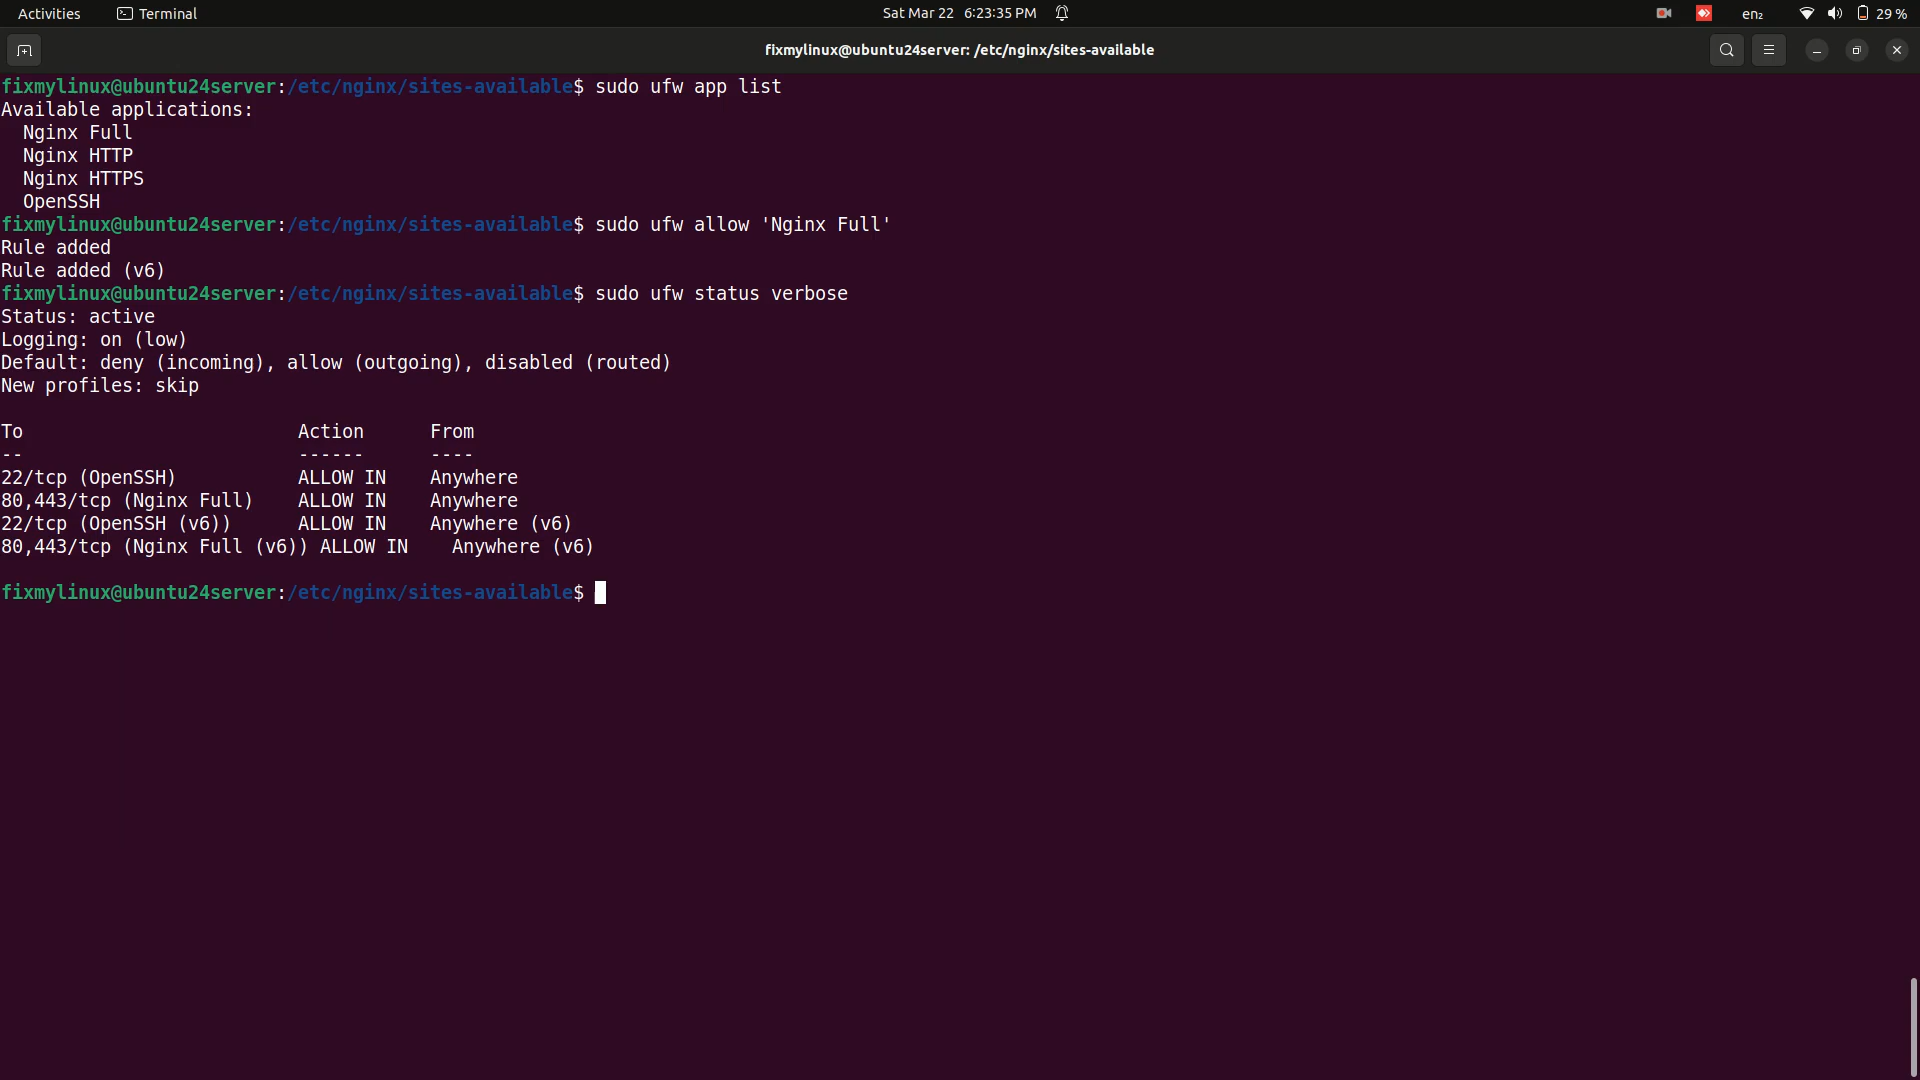 Activities Terminal Sat Mar 22 6:23:35 PM en₂ 29 %
fixmylinux@ubuntu24server: /etc/nginx/sites-available
fixmylinux@ubuntu24server:/etc/nginx/sites-available$ sudo ufw app list
Available applications:
  Nginx Full
  Nginx HTTP
  Nginx HTTPS
  OpenSSH
fixmylinux@ubuntu24server:/etc/nginx/sites-available$ sudo ufw allow 'Nginx Full'
Rule added
Rule added (v6)
fixmylinux@ubuntu24server:/etc/nginx/sites-available$ sudo ufw status verbose
Status: active
Logging: on (low)
Default: deny (incoming), allow (outgoing), disabled (routed)
New profiles: skip
To                         Action      From
--                         ------      ----
22/tcp (OpenSSH)           ALLOW IN    Anywhere
80,443/tcp (Nginx Full)    ALLOW IN    Anywhere
22/tcp (OpenSSH (v6))      ALLOW IN    Anywhere (v6)
80,443/tcp (Nginx Full (v6)) ALLOW IN    Anywhere (v6)
fixmylinux@ubuntu24server:/etc/nginx/sites-available$